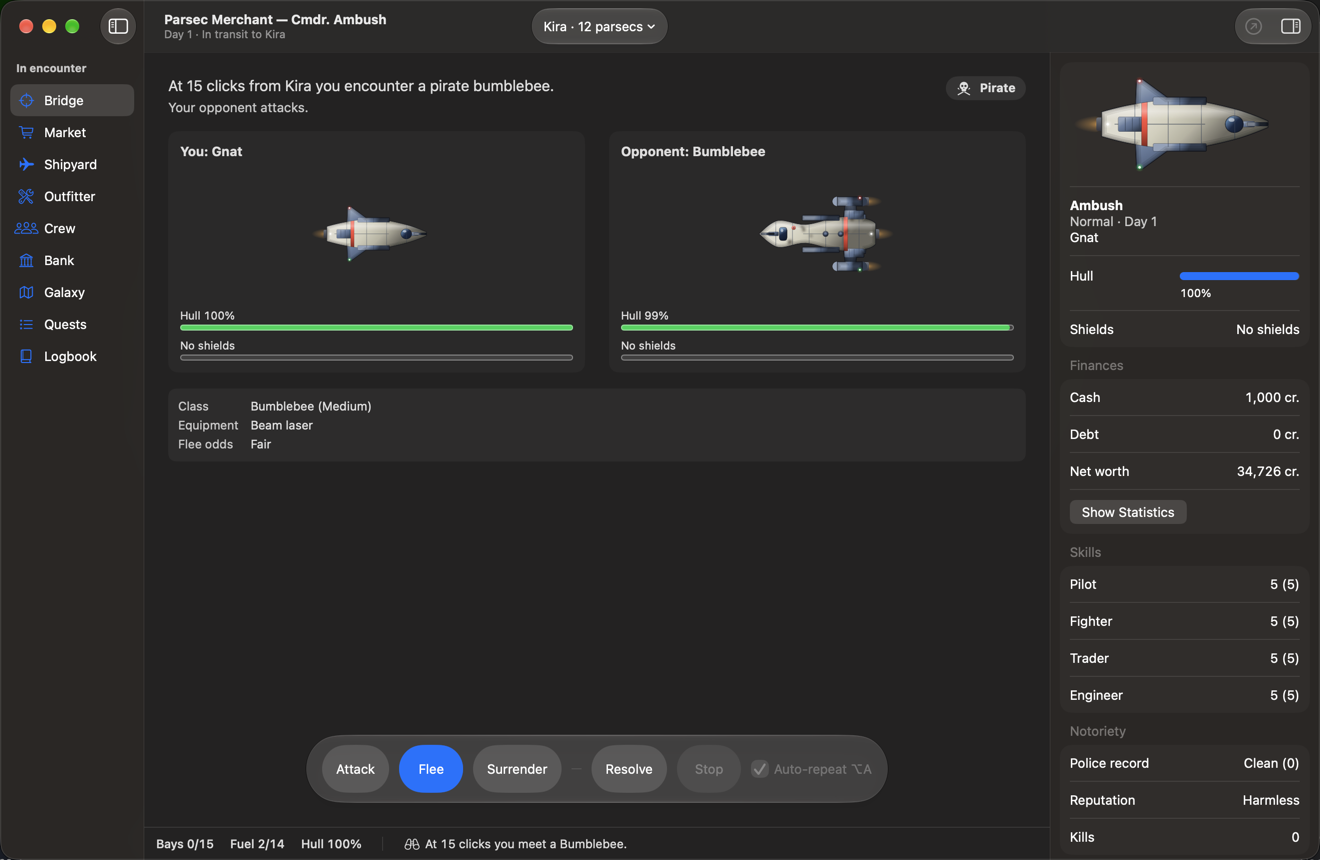 Parsec Merchant — Cmdr. Ambush
Day 1 · In transit to Kira
Kira · 12 parsecs
In encounter
Bridge
Market
Shipyard
Outfitter
Crew
Bank
Galaxy
Quests
Logbook
At 15 clicks from Kira you encounter a pirate bumblebee.
Your opponent attacks.
Pirate
You: Gnat
Hull 100%
No shields
Opponent: Bumblebee
Hull 99%
No shields
Class Bumblebee (Medium)
Equipment Beam laser
Flee odds Fair
Attack Flee Surrender Resolve Stop Auto-repeat ⌥A
Bays 0/15 Fuel 2/14 Hull 100% At 15 clicks you meet a Bumblebee.
Ambush
Normal · Day 1
Gnat
Hull
100%
Shields No shields
Finances
Cash 1,000 cr.
Debt 0 cr.
Net worth 34,726 cr.
Show Statistics
Skills
Pilot 5 (5)
Fighter 5 (5)
Trader 5 (5)
Engineer 5 (5)
Notoriety
Police record Clean (0)
Reputation Harmless
Kills 0